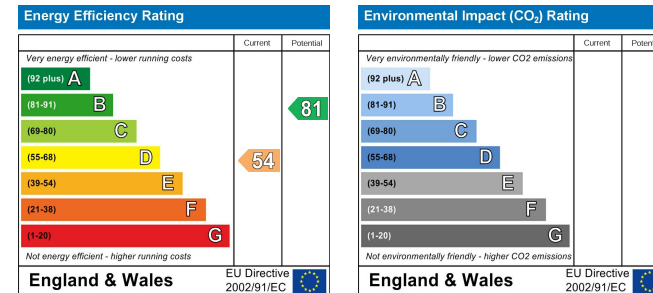 Energy Efficiency Rating
Current Potential
Very energy efficient - lower running costs
(92 plus) A
(81-91) B
81
(69-80) C
(55-68) D
54
(39-54) E
(21-38) F
(1-20) G
Not energy efficient - higher running costs
England & Wales
EU Directive
2002/91/EC
Environmental Impact (CO₂) Rating
Current Potent
Very environmentally friendly - lower CO2 emissions
(92 plus) A
(81-91) B
(69-80) C
(55-68) D
(39-54) E
(21-38) F
(1-20) G
Not environmentally friendly - higher CO2 emissions
England & Wales
EU Directive
2002/91/EC